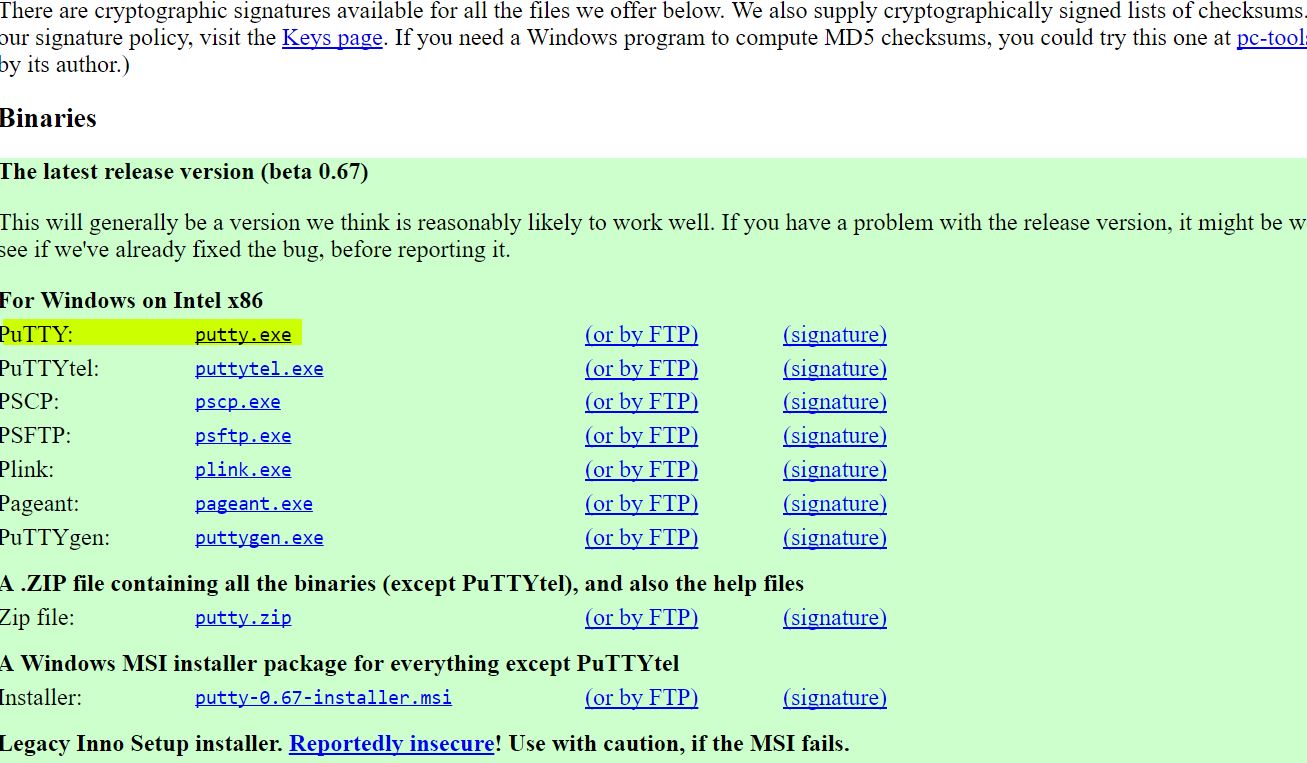 There are cryptographic signatures available for all the files we offer below. We also supply cryptographically signed lists of checksums.
our signature policy, visit the Keys page. If you need a Windows program to compute MD5 checksums, you could try this one at pc-tools
by its author.)
Binaries
The latest release version (beta 0.67)
This will generally be a version we think is reasonably likely to work well. If you have a problem with the release version, it might be w
see if we've already fixed the bug, before reporting it.
For Windows on Intel x86
PuTTY: putty.exe (or by FTP) (signature)
PuTTYtel: puttytel.exe (or by FTP) (signature)
PSCP: pscp.exe (or by FTP) (signature)
PSFTP: psftp.exe (or by FTP) (signature)
Plink: plink.exe (or by FTP) (signature)
Pageant: pageant.exe (or by FTP) (signature)
PuTTYgen: puttygen.exe (or by FTP) (signature)
A .ZIP file containing all the binaries (except PuTTYtel), and also the help files
Zip file: putty.zip (or by FTP) (signature)
A Windows MSI installer package for everything except PuTTYtel
Installer: putty-0.67-installer.msi (or by FTP) (signature)
Legacy Inno Setup installer. Reportedly insecure! Use with caution, if the MSI fails.